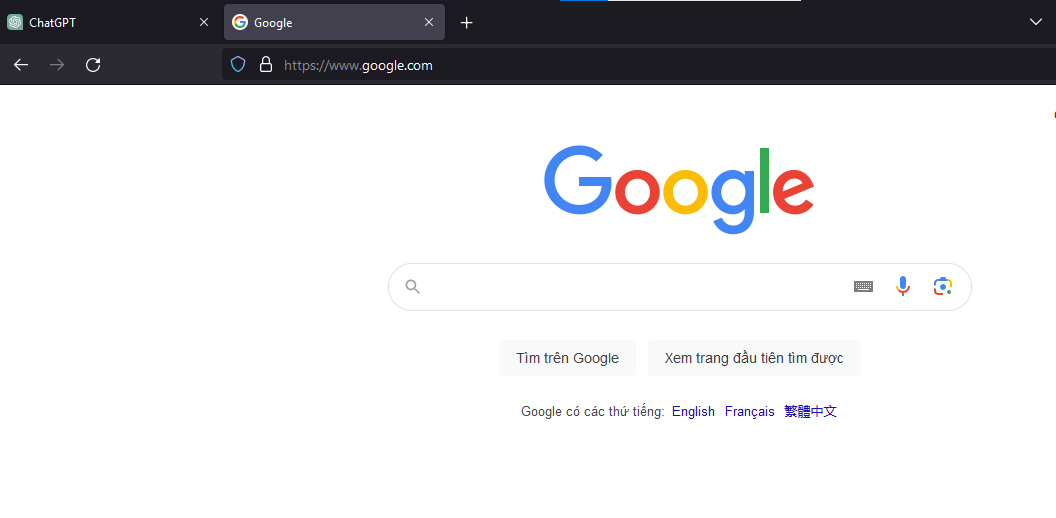 ChatGPT
Google
https://www.google.com
Google
Tìm trên Google
Xem trang đầu tiên tìm được
Google có các thứ tiếng: English Français 繁體中文